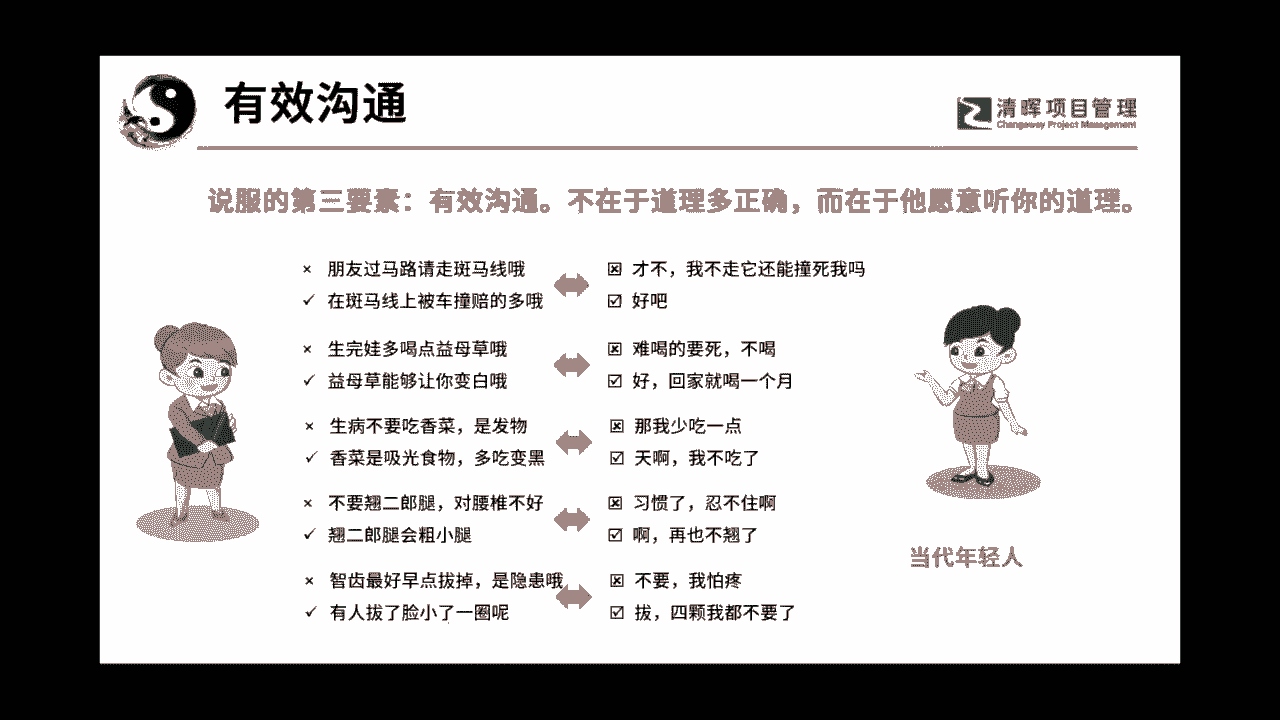 有效沟通
清晖项目管理
Changeway Project Management
说服的第三要素：有效沟通。不在于道理多正确，而在于他愿意听你的道理。
× 朋友过马路请走斑马线哦 ☒ 才不，我不走它还能撞死我吗
✓ 在斑马线上被车撞赔的多哦 ☑ 好吧
× 生完娃多喝点益母草哦 ☒ 难喝的要死，不喝
✓ 益母草能够让你变白哦 ☑ 好，回家就喝一个月
× 生病不要吃香菜，是发物 ☒ 那我少吃一点
✓ 香菜是吸光食物，多吃变黑 ☑ 天啊，我不吃了
× 不要翘二郎腿，对腰椎不好 ☒ 习惯了，忍不住啊
✓ 翘二郎腿会粗小腿 ☑ 啊，再也不翘了
当代年轻人
× 智齿最好早点拔掉，是隐患哦 ☒ 不要，我怕疼
✓ 有人拔了脸小了一圈呢 ☑ 拔，四颗我都不要了